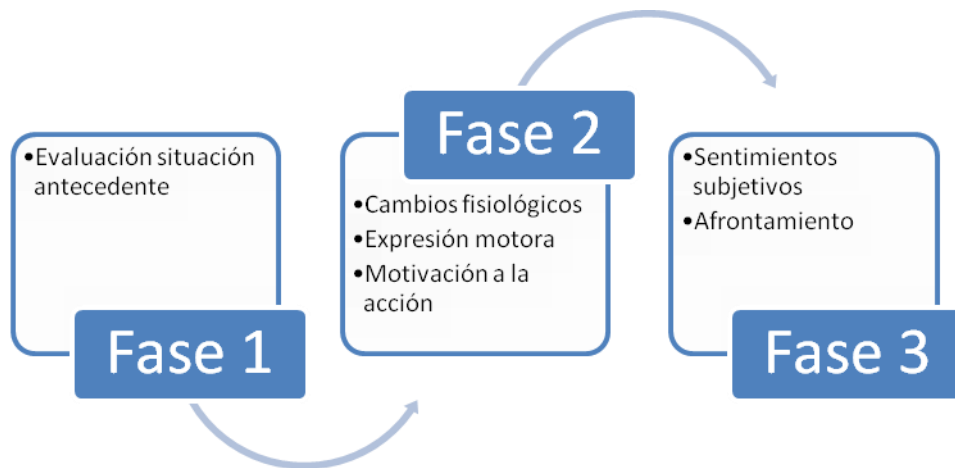 •Evaluación situación
antecedente
Fase 1
Fase 2
•Cambios fisiológicos
•Expresión motora
•Motivación a la
acción
•Sentimientos
subjetivos
•Afrontamiento
Fase 3